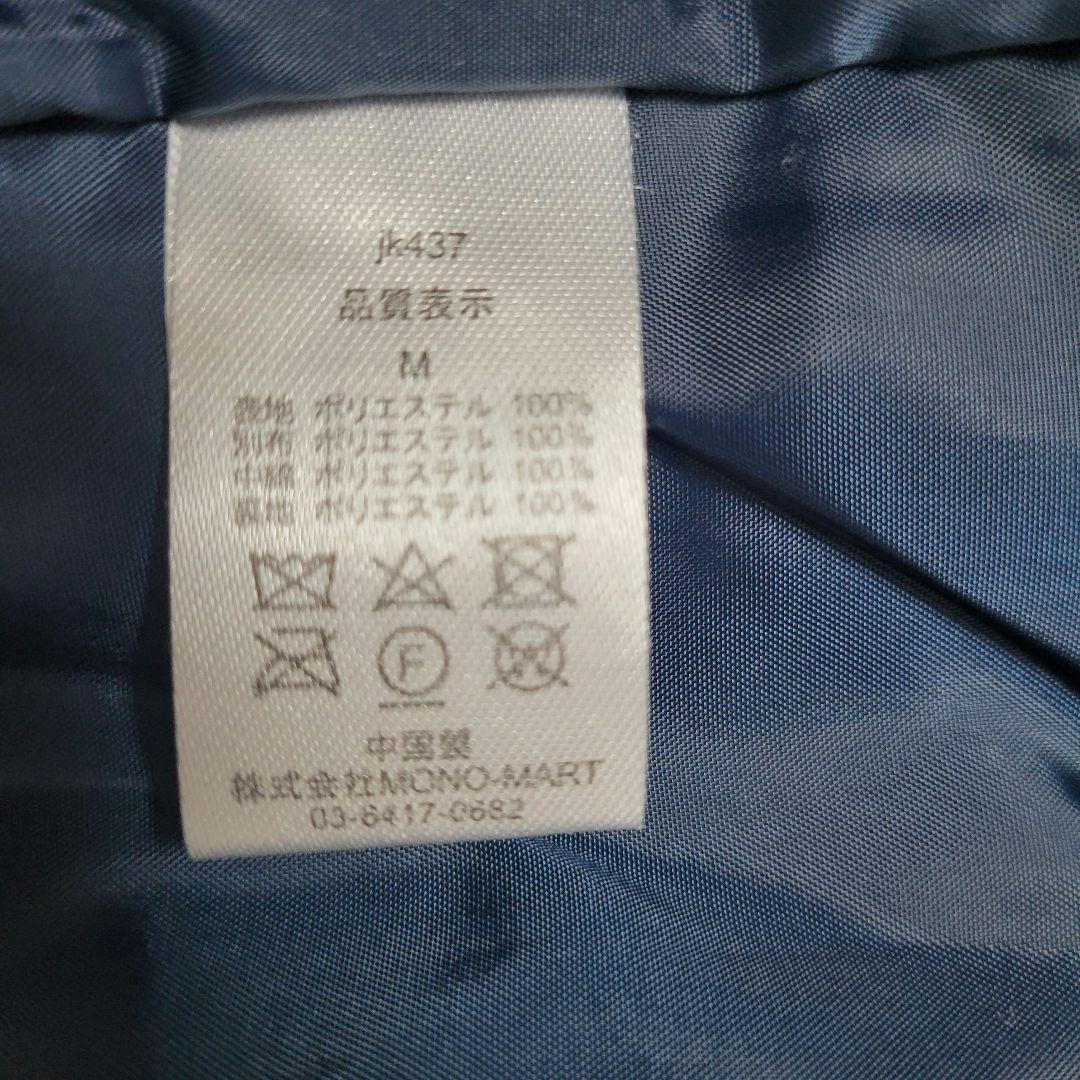 jk437
品質表示
M
表地 ポリエステル 100%
別布 ポリエステル 100%
中綿 ポリエステル 100%
裏地 ポリエステル 100%
F
W
中国製
株式会社MONO-MART
03-6417-0682